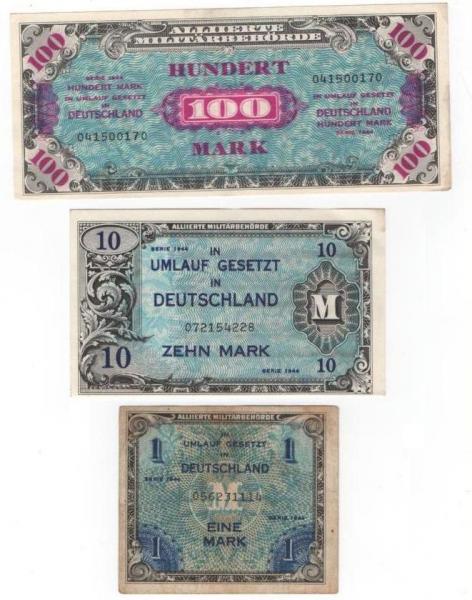 100
ALLIIERTE
MILITÄRBEHÖRDE
100
SERIE 1944
HUNDERT MARK
IN UMLAUF GESETZT
IN
DEUTSCHLAND
041500170
HUNDERT
100
MARK
041500170
IN UMLAUF GESETZT
IN
DEUTSCHLAND
HUNDERT MARK
SERIE 1944
100
100
ALLIIERTE MILITÄRBEHÖRDE
10
SERIE 1944
IN
UMLAUF GESETZT
IN
DEUTSCHLAND
072154228
ZEHN MARK
10
M
10
10
SERIE 1944
ALLIIERTE MILITÄRBEHÖRDE
1
IN
UMLAUF GESETZT
IN
DEUTSCHLAND
1
SERIE 1944
SERIE 1944
056231114
M
EINE
MARK
1
1